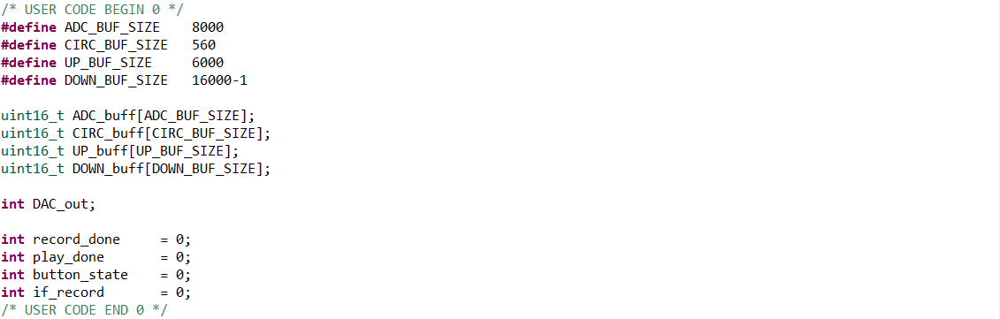 /* USER CODE BEGIN 0 */
#define ADC_BUF_SIZE    8000
#define CIRC_BUF_SIZE   560
#define UP_BUF_SIZE     6000
#define DOWN_BUF_SIZE   16000-1
uint16_t ADC_buff[ADC_BUF_SIZE];
uint16_t CIRC_buff[CIRC_BUF_SIZE];
uint16_t UP_buff[UP_BUF_SIZE];
uint16_t DOWN_buff[DOWN_BUF_SIZE];
int DAC_out;
int record_done     = 0;
int play_done       = 0;
int button_state    = 0;
int if_record       = 0;
/* USER CODE END 0 */